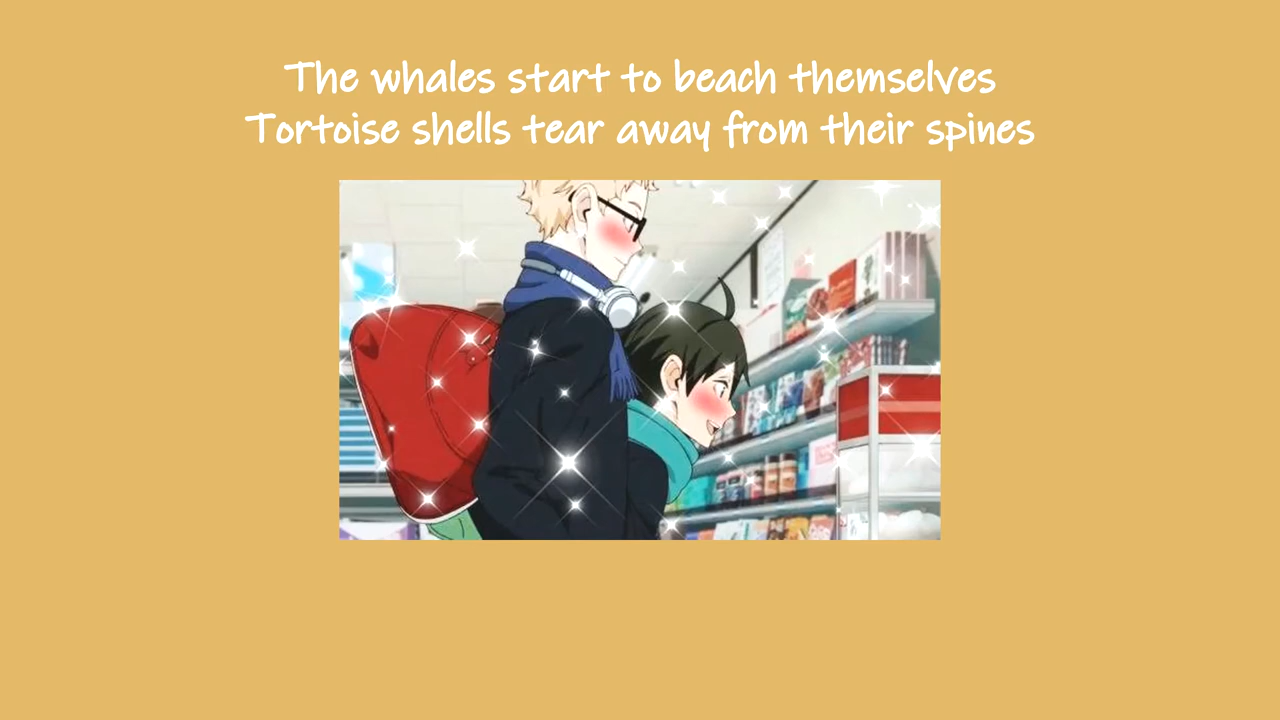 The whales start to beach themselves
Tortoise shells tear away from their spines